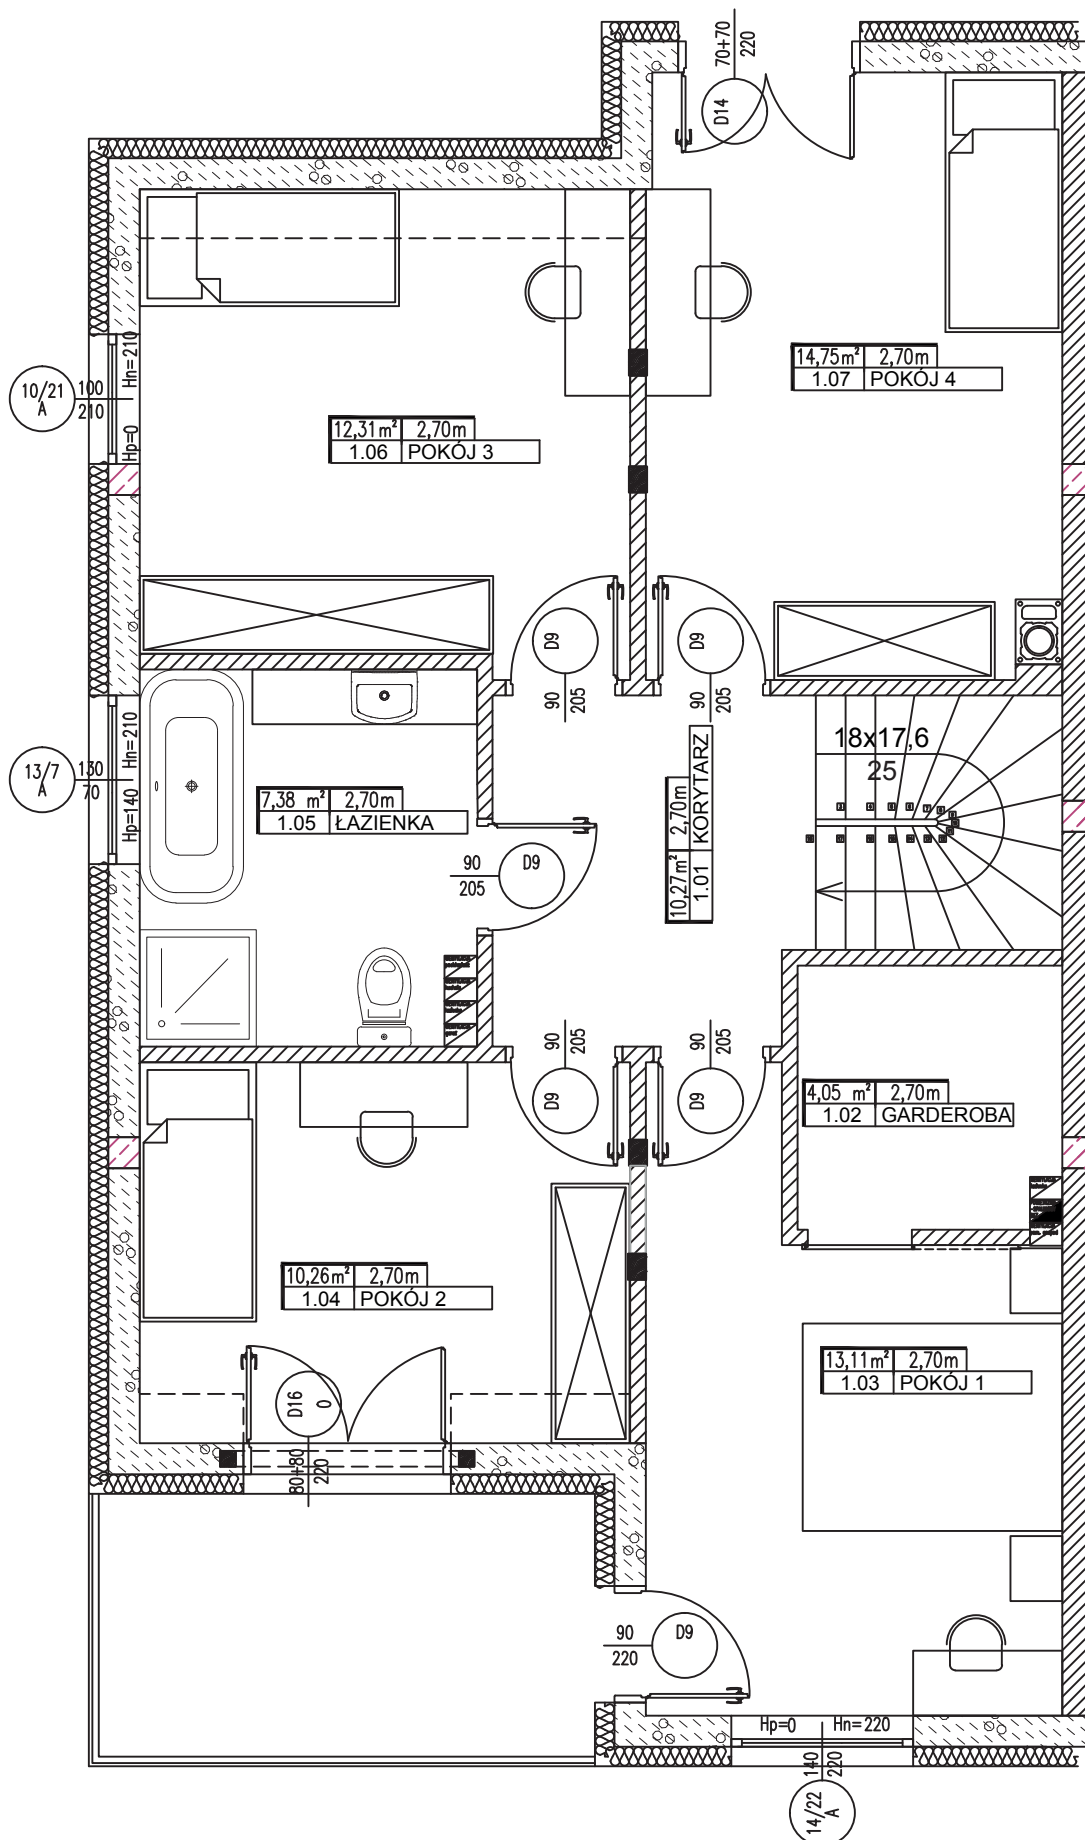 70+70
220
D14
14,75m² 2,70m
1.07 POKÓJ 4
10/21
A
100
210
Hn=210
Hp=0
12,31m² 2,70m
1.06 POKÓJ 3
D9
90
205
D9
90
205
18x17,6
25
13/7
A
130
70
Hn=210
Hp=140
7,38 m² 2,70m
1.05 ŁAZIENKA
10,27m² 2,70m
1.01 KORYTARZ
90
205
D9
90
205
D9
90
205
D9
4,05 m² 2,70m
1.02 GARDEROBA
10,26m² 2,70m
1.04 POKÓJ 2
13,11m² 2,70m
1.03 POKÓJ 1
D16
0
80+80
220
90
220
D9
Hp=0 Hn=220
140
220
14/22
A